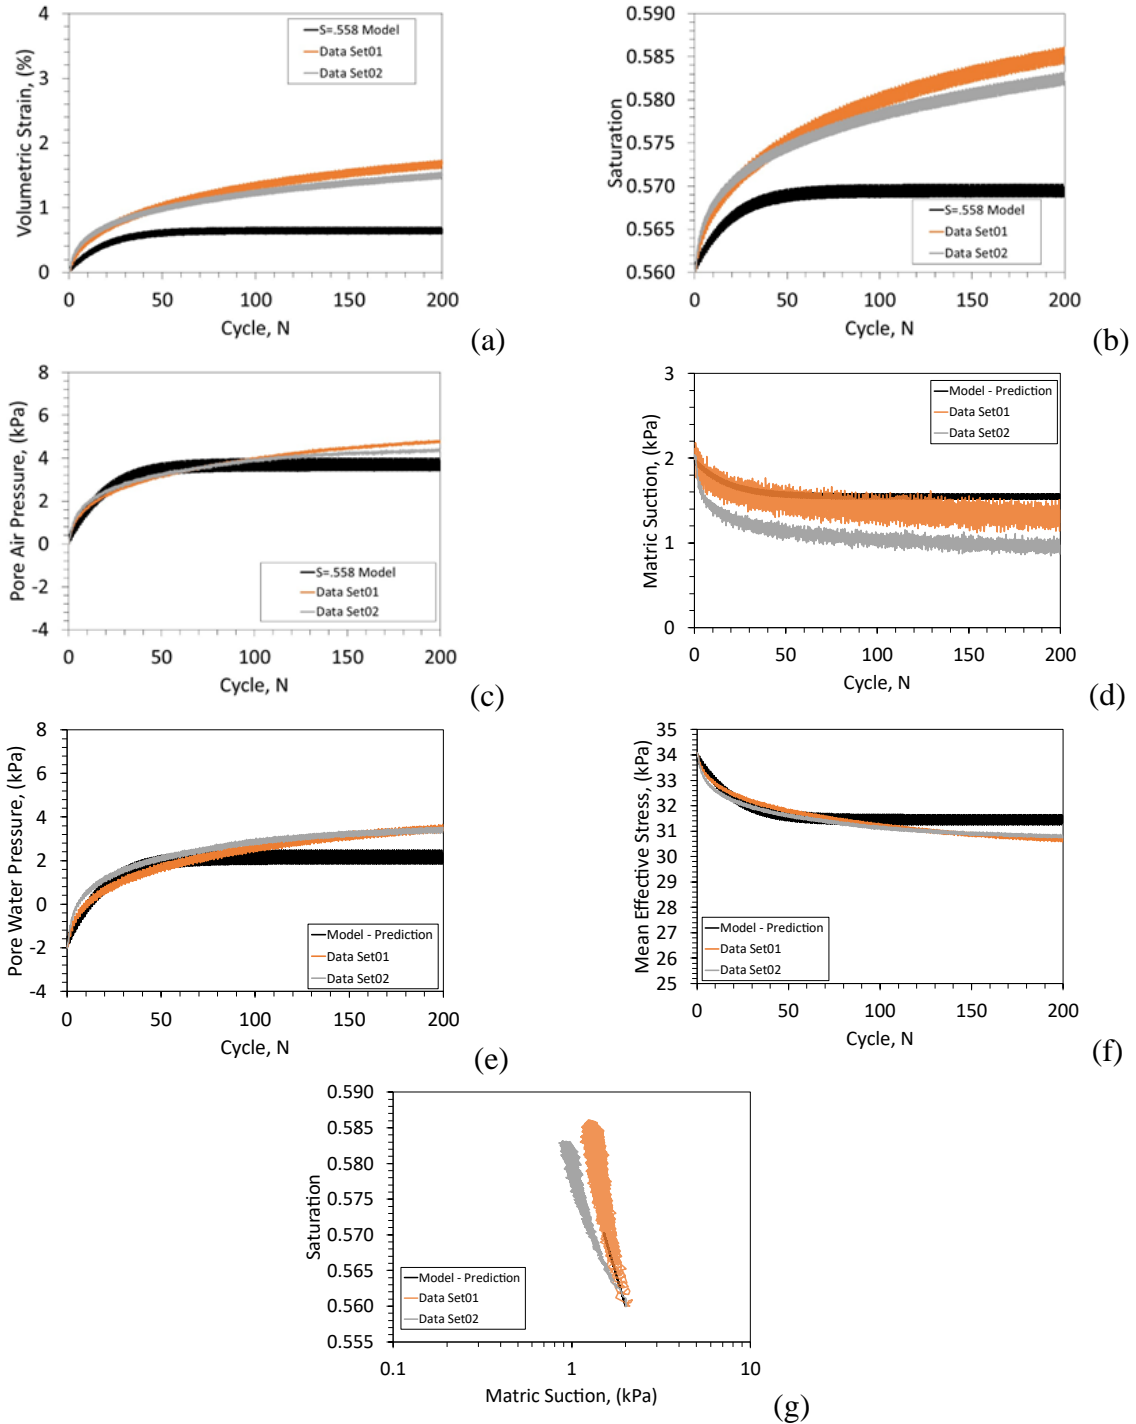 4
3
2
1
0
Volumetric Strain, (%)
S=.558 Model
Data Set01
Data Set02
0 50 100 150 200
Cycle, N
(a)
0.590
0.585
0.580
0.575
0.570
0.565
0.560
Saturation
S=.558 Model
Data Set01
Data Set02
0 50 100 150 200
Cycle, N
(b)
8
6
4
2
0
-2
-4
Pore Air Pressure, (kPa)
S=.558 Model
Data Set01
Data Set02
0 50 100 150 200
Cycle, N
(c)
3
2
1
0
Matric Suction, (kPa)
Model - Prediction
Data Set01
Data Set02
0 50 100 150 200
Cycle, N
(d)
8
6
4
2
0
-2
-4
Pore Water Pressure, (kPa)
Model - Prediction
Data Set01
Data Set02
0 50 100 150 200
Cycle, N
(e)
35
34
33
32
31
30
29
28
27
26
25
Mean Effective Stress, (kPa)
Model - Prediction
Data Set01
Data Set02
0 50 100 150 200
Cycle, N
(f)
0.590
0.585
0.580
0.575
0.570
0.565
0.560
0.555
Saturation
Model - Prediction
Data Set01
Data Set02
0.1 1 10
Matric Suction, (kPa)
(g)